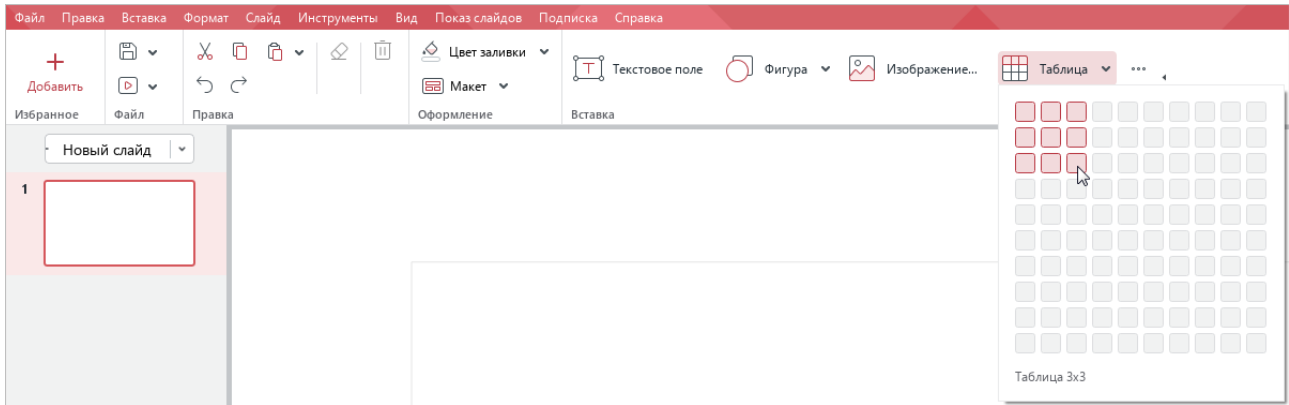 Файл Правка Вставка Формат Слайд Инструменты Вид Показ слайдов Подписка Справка
Добавить
Избранное
Файл
Правка
Цвет заливки
Макет
Оформление
Текстовое поле Фигура Изображение... Таблица
Вставка
Новый слайд
1
Таблица 3x3